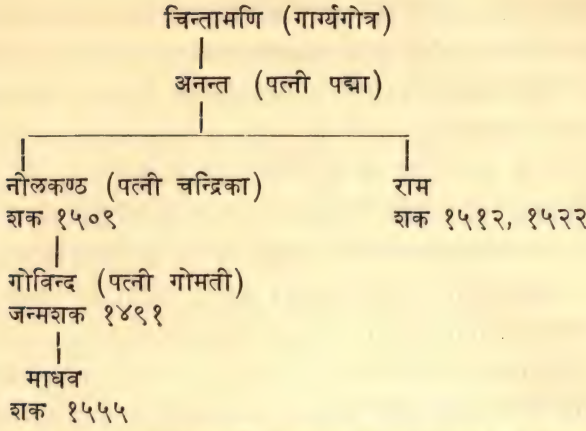 चिन्तामणि (गार्ग्यगोत्र)
अनन्त (पत्नी पद्मा)
नीलकण्ठ (पत्नी चन्द्रिका) राम
शक १५०९ शक १५१२, १५२२
गोविन्द (पत्नी गोमती)
जन्मशक १४९१
माधव
शक १५५५